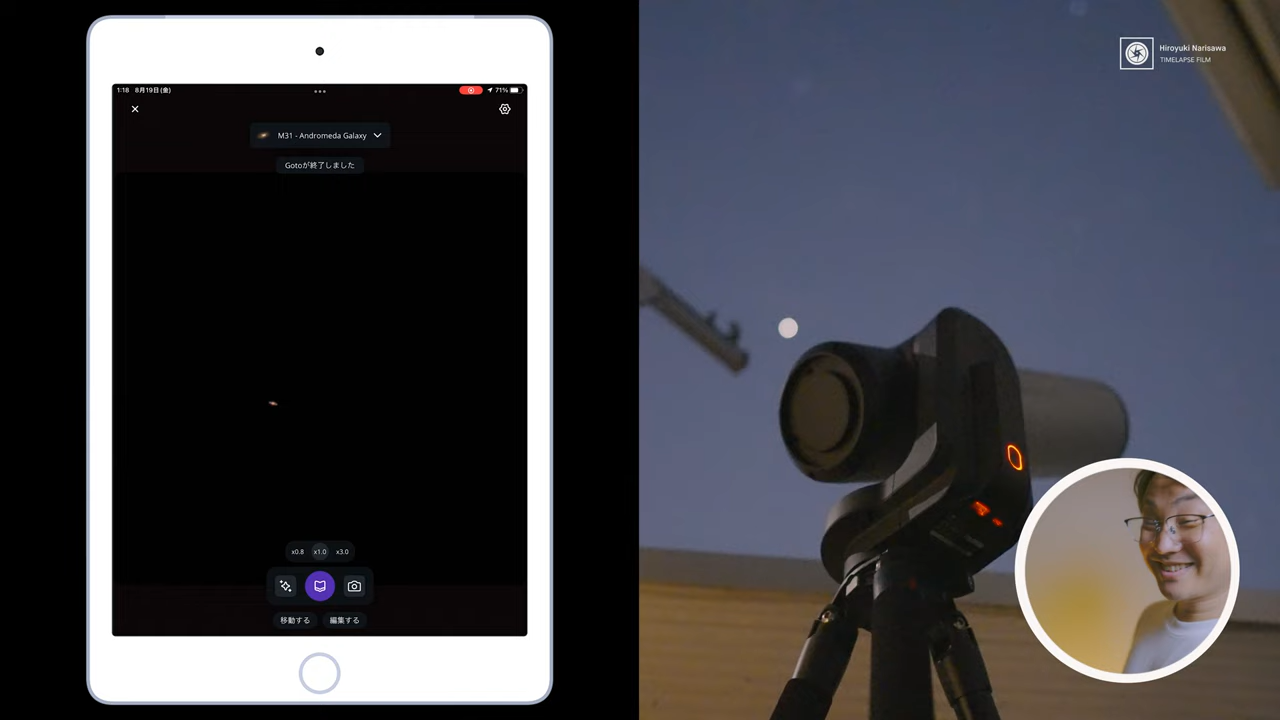 1:18 8月19日(金)
71%
M31 - Andromeda Galaxy
Gotoが終了しました
x0.8 x1.0 x3.0
移動する 編集する
Hiroyuki Narisawa
TIMELAPSE FILM